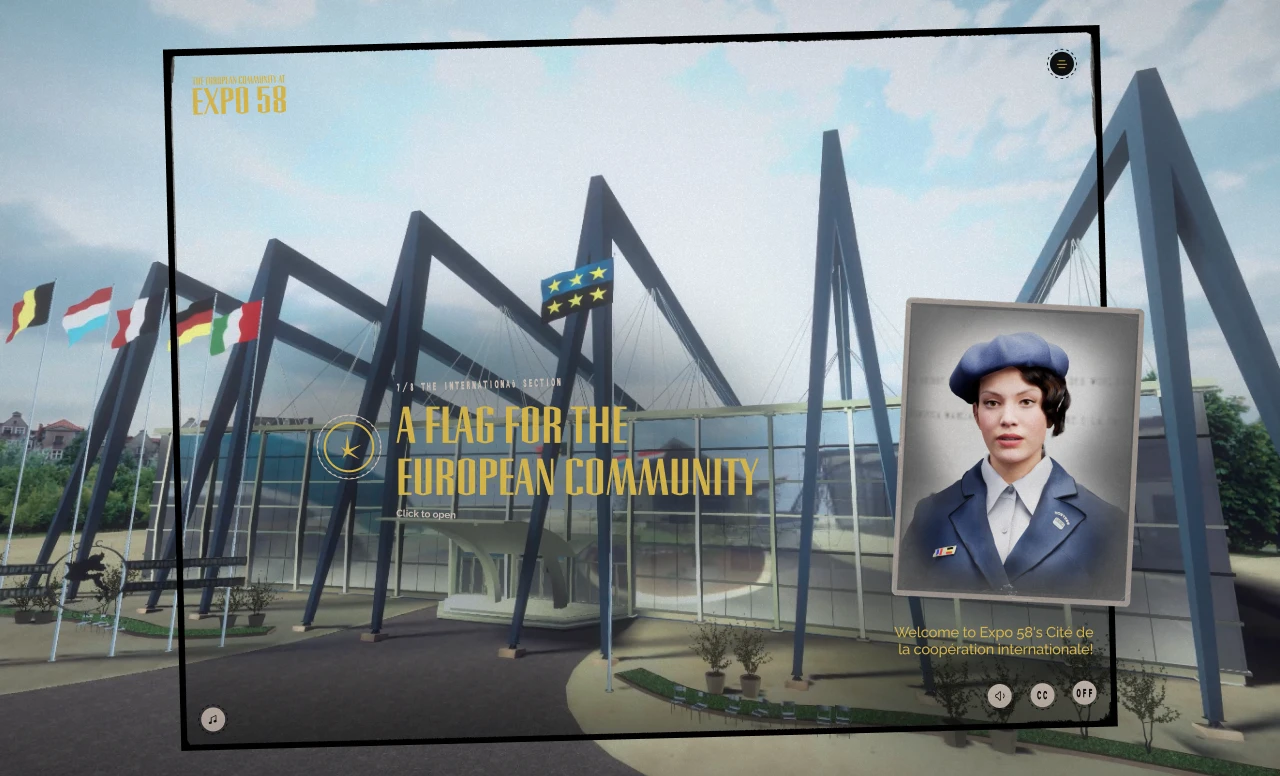 THE EUROPEAN COMMUNITY AT
EXPO 58
1/8 THE INTERNATIONAL SECTION
A FLAG FOR THE
EUROPEAN COMMUNITY
Click to open
Welcome to Expo 58's Cité de
la coopération internationale!
CC
OFF